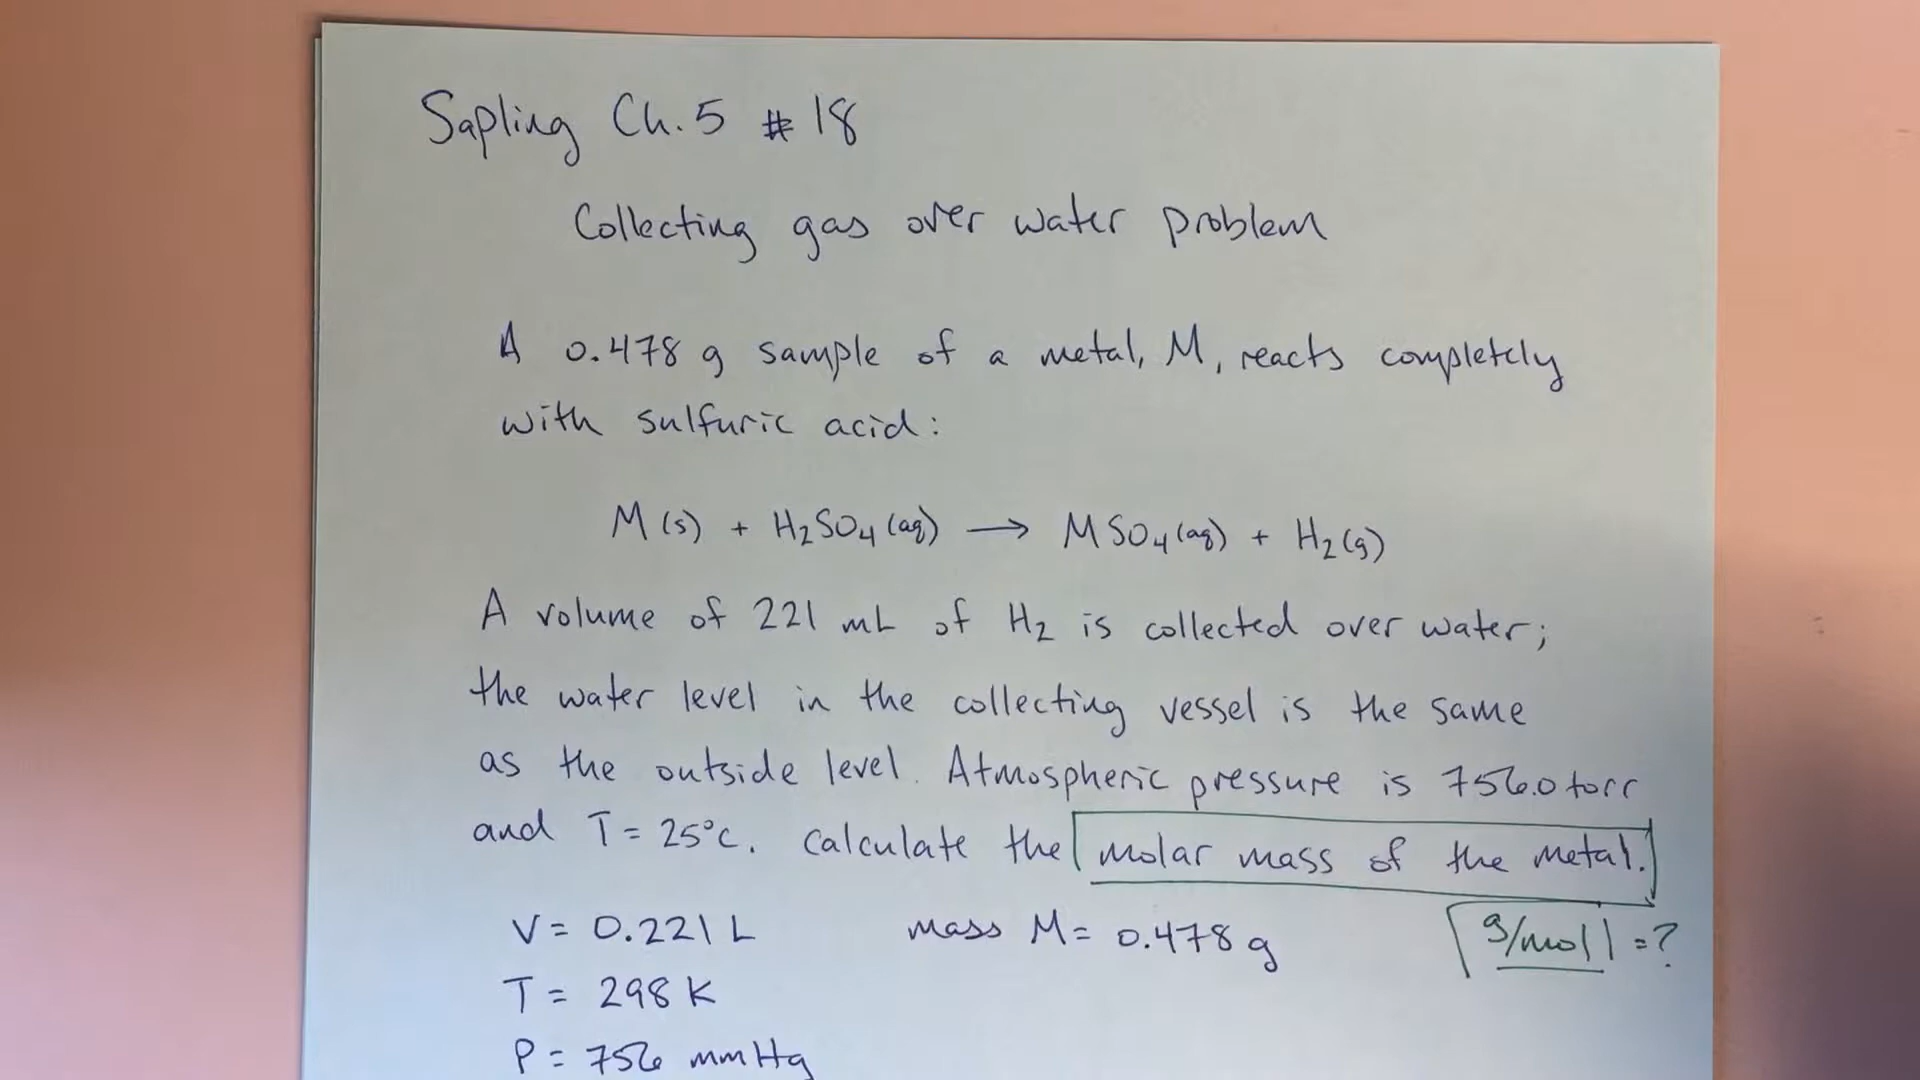 Sapling Ch. 5 # 18
Collecting gas over water problem
A 0.478 g sample of a metal, M, reacts completely
with sulfuric acid:
M (s) + H₂SO₄ (aq) → MSO₄ (aq) + H₂ (g)
A volume of 221 mL of H₂ is collected over water;
the water level in the collecting vessel is the same
as the outside level. Atmospheric pressure is 756.0 torr
and T = 25°C. Calculate the molar mass of the metal.
V = 0.221 L mass M = 0.478 g g/mol = ?
T = 298 K
P = 756 mmHg